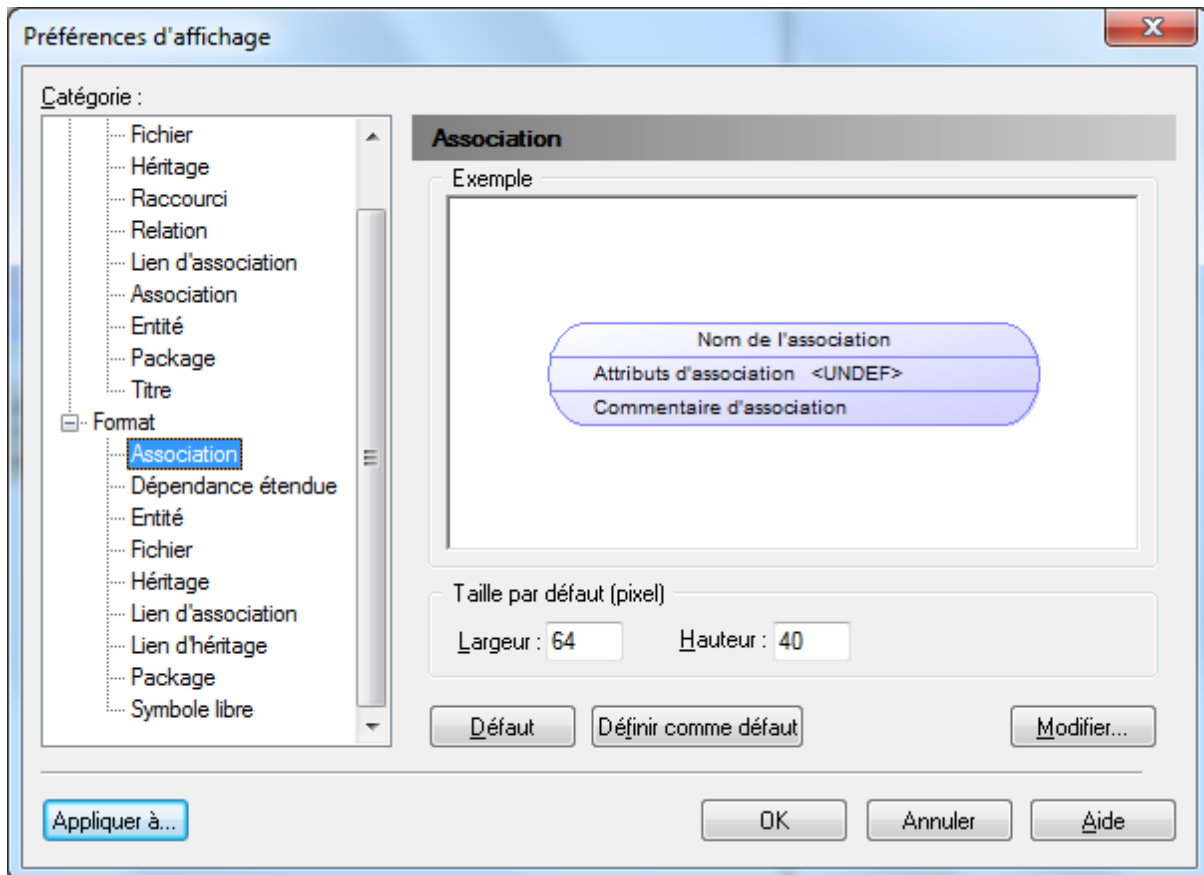 Préférences d'affichage
Catégorie :
Fichier
Héritage
Raccourci
Relation
Lien d'association
Association
Entité
Package
Titre
Format
Association
Dépendance étendue
Entité
Fichier
Héritage
Lien d'association
Lien d'héritage
Package
Symbole libre
Association
Exemple
Nom de l'association
Attributs d'association <UNDEF>
Commentaire d'association
Taille par défaut (pixel)
Largeur : 64 Hauteur : 40
Défaut Définir comme défaut Modifier...
Appliquer à... OK Annuler Aide